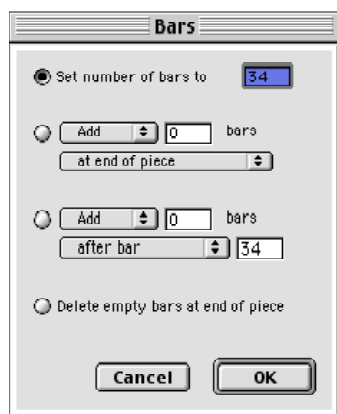 Bars
Set number of bars to 34
Add 0 bars
at end of piece
Add 0 bars
after bar 34
Delete empty bars at end of piece
Cancel OK